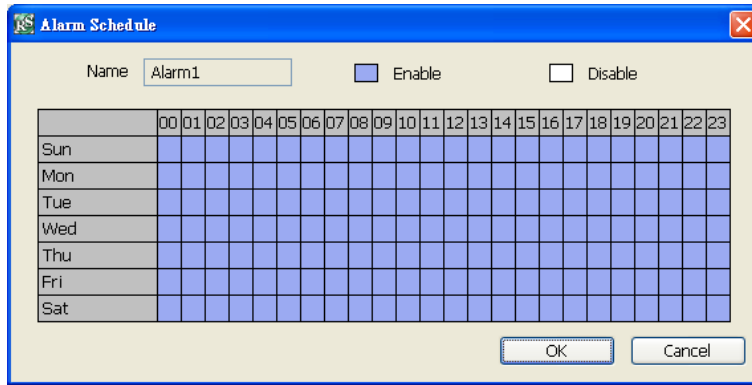 RS Alarm Schedule
Name Alarm1 Enable Disable
00 01 02 03 04 05 06 07 08 09 10 11 12 13 14 15 16 17 18 19 20 21 22 23
Sun
Mon
Tue
Wed
Thu
Fri
Sat
OK Cancel